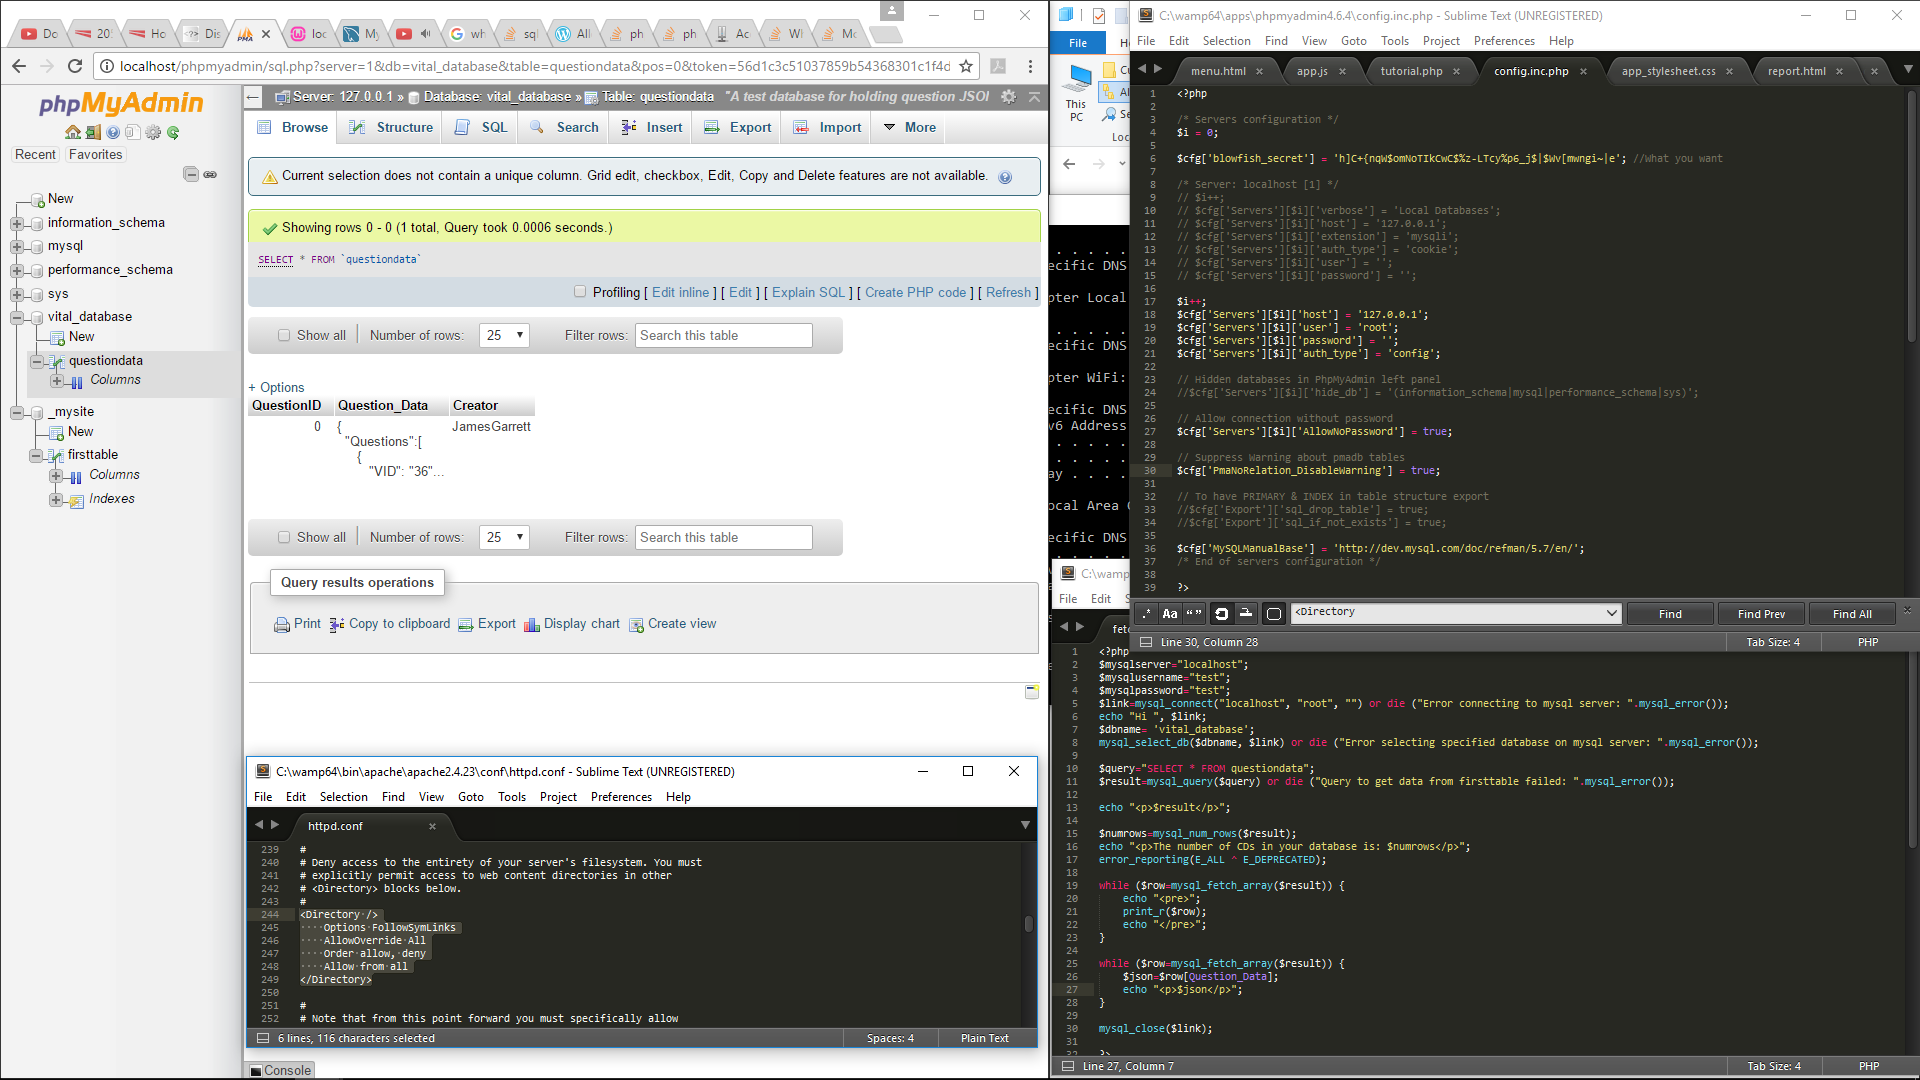 Do
20!
Ho
Dis
PMA
loc
My
wh
sql
All
ph
ph
Ac
Wl
Mc
localhost/phpmyadmin/sql.php?server=1&db=vital_database&table=questiondata&pos=0&token=56d1c3c51037859b54368301c1f4d
phpMyAdmin
Recent
Favorites
New
information_schema
mysql
performance_schema
sys
vital_database
New
questiondata
Columns
_mysite
New
firsttable
Columns
Indexes
Server: 127.0.0.1 » Database: vital_database » Table: questiondata "A test database for holding question JSOI
Browse Structure SQL Search Insert Export Import More
Current selection does not contain a unique column. Grid edit, checkbox, Edit, Copy and Delete features are not available.
Showing rows 0 - 0 (1 total, Query took 0.0006 seconds.)
SELECT * FROM `questiondata`
Profiling [ Edit inline ] [ Edit ] [ Explain SQL ] [ Create PHP code ] [ Refresh ]
Show all Number of rows: 25 Filter rows: Search this table
+ Options
QuestionID Question_Data Creator
0 { JamesGarrett
"Questions":[
{
"VID": "36"...
Show all Number of rows: 25 Filter rows: Search this table
Query results operations
Print Copy to clipboard Export Display chart Create view
C:\wamp64\bin\apache\apache2.4.23\conf\httpd.conf - Sublime Text (UNREGISTERED)
File Edit Selection Find View Goto Tools Project Preferences Help
httpd.conf
239 #
240 # Deny access to the entirety of your server's filesystem. You must
241 # explicitly permit access to web content directories in other
242 # <Directory> blocks below.
243 #
244 <Directory·/>
245 ····Options·FollowSymLinks
246 ····AllowOverride·All
247 ····Order·allow,·deny
248 ····Allow·from·all
249 </Directory>
250
251 #
252 # Note that from this point forward you must specifically allow
6 lines, 116 characters selected Spaces: 4 Plain Text
Console
File
This
PC
Loc
. . . . .
ecific DNS
pter Local
. . . . .
ecific DNS
pter WiFi:
ecific DNS
v6 Address
. . . . .
. . . . .
ay . . . .
ocal Area
ecific DNS
. . . . .
C:\wamp64\apps\phpmyadmin4.6.4\config.inc.php - Sublime Text (UNREGISTERED)
File Edit Selection Find View Goto Tools Project Preferences Help
menu.html app.js tutorial.php config.inc.php app_stylesheet.css report.html
1 <?php
2
3 /* Servers configuration */
4 $i = 0;
5
6 $cfg['blowfish_secret'] = 'h]C+{nqW$omNoTIkCwC$%z-LTcy%p6_j$|$Wv[mwngi~|e'; //What you want
7
8 /* Server: localhost [1] */
9 // $i++;
10 // $cfg['Servers'][$i]['verbose'] = 'Local Databases';
11 // $cfg['Servers'][$i]['host'] = '127.0.0.1';
12 // $cfg['Servers'][$i]['extension'] = 'mysqli';
13 // $cfg['Servers'][$i]['auth_type'] = 'cookie';
14 // $cfg['Servers'][$i]['user'] = '';
15 // $cfg['Servers'][$i]['password'] = '';
16
17 $i++;
18 $cfg['Servers'][$i]['host'] = '127.0.0.1';
19 $cfg['Servers'][$i]['user'] = 'root';
20 $cfg['Servers'][$i]['password'] = '';
21 $cfg['Servers'][$i]['auth_type'] = 'config';
22
23 // Hidden databases in PhpMyAdmin left panel
24 //$cfg['Servers'][$i]['hide_db'] = '(information_schema|mysql|performance_schema|sys)';
25
26 // Allow connection without password
27 $cfg['Servers'][$i]['AllowNoPassword'] = true;
28
29 // Suppress Warning about pmadb tables
30 $cfg['PmaNoRelation_DisableWarning'] = true;
31
32 // To have PRIMARY & INDEX in table structure export
33 //$cfg['Export']['sql_drop_table'] = true;
34 //$cfg['Export']['sql_if_not_exists'] = true;
35
36 $cfg['MySQLManualBase'] = 'http://dev.mysql.com/doc/refman/5.7/en/';
37 /* End of servers configuration */
38
39 ?>
.* Aa “ ” <Directory Find Find Prev Find All
Line 30, Column 28 Tab Size: 4 PHP
C:\wamp
File Edit S
fetc
1 <?php
2 $mysqlserver="localhost";
3 $mysqlusername="test";
4 $mysqlpassword="test";
5 $link=mysql_connect("localhost", "root", "") or die ("Error connecting to mysql server: ".mysql_error());
6 echo "Hi ", $link;
7 $dbname= 'vital_database';
8 mysql_select_db($dbname, $link) or die ("Error selecting specified database on mysql server: ".mysql_error());
9
10 $query="SELECT * FROM questiondata";
11 $result=mysql_query($query) or die ("Query to get data from firsttable failed: ".mysql_error());
12
13 echo "<p>$result</p>";
14
15 $numrows=mysql_num_rows($result);
16 echo "<p>The number of CDs in your database is: $numrows</p>";
17 error_reporting(E_ALL ^ E_DEPRECATED);
18
19 while ($row=mysql_fetch_array($result)) {
20 echo "<pre>";
21 print_r($row);
22 echo "</pre>";
23 }
24
25 while ($row=mysql_fetch_array($result)) {
26 $json=$row[Question_Data];
27 echo "<p>$json</p>";
28 }
29
30 mysql_close($link);
31
32 ?>
Line 27, Column 7 Tab Size: 4 PHP